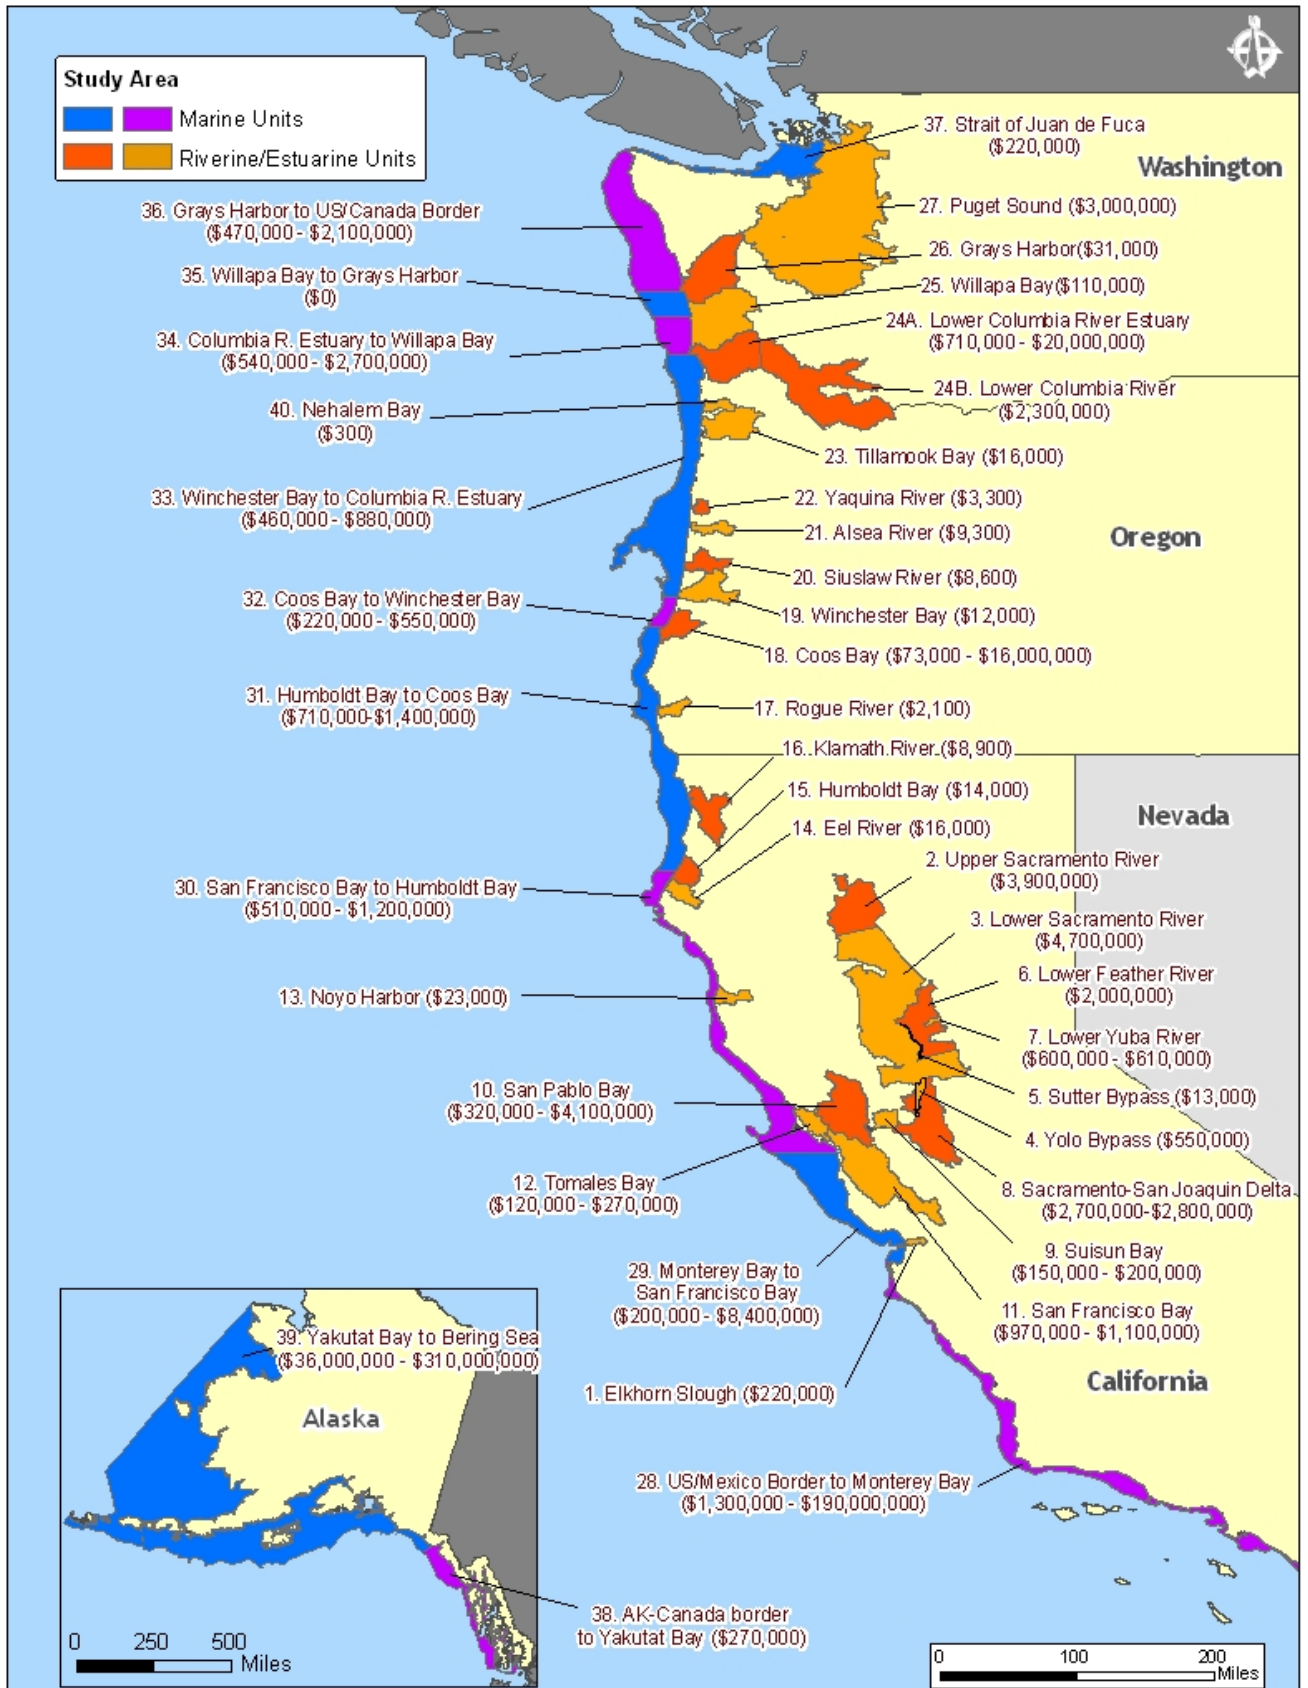 Study Area
Marine Units
Riverine/Estuarine Units
37. Strait of Juan de Fuca
($220,000)
Washington
36. Grays Harbor to US/Canada Border
($470,000 - $2,100,000)
27. Puget Sound ($3,000,000)
26. Grays Harbor($31,000)
35. Willapa Bay to Grays Harbor
($0)
25. Willapa Bay($110,000)
24A. Lower Columbia River Estuary
($710,000 - $20,000,000)
34. Columbia R. Estuary to Willapa Bay
($540,000 - $2,700,000)
24B. Lower Columbia River
($2,300,000)
40. Nehalem Bay
($300)
23. Tillamook Bay ($16,000)
33. Winchester Bay to Columbia R. Estuary
($460,000 - $880,000)
22. Yaquina River ($3,300)
21. Alsea River ($9,300)
Oregon
20. Siuslaw River ($8,600)
32. Coos Bay to Winchester Bay
($220,000 - $550,000)
19. Winchester Bay ($12,000)
18. Coos Bay ($73,000 - $16,000,000)
31. Humboldt Bay to Coos Bay
($710,000-$1,400,000)
17. Rogue River ($2,100)
16. Klamath River ($8,900)
15. Humboldt Bay ($14,000)
Nevada
14. Eel River ($16,000)
2. Upper Sacramento River
($3,900,000)
30. San Francisco Bay to Humboldt Bay
($510,000 - $1,200,000)
3. Lower Sacramento River
($4,700,000)
6. Lower Feather River
($2,000,000)
13. Noyo Harbor ($23,000)
7. Lower Yuba River
($600,000 - $610,000)
10. San Pablo Bay
($320,000 - $4,100,000)
5. Sutter Bypass ($13,000)
4. Yolo Bypass ($550,000)
12. Tomales Bay
($120,000 - $270,000)
8. Sacramento-San Joaquin Delta
($2,700,000-$2,800,000)
9. Suisun Bay
($150,000 - $200,000)
29. Monterey Bay to
San Francisco Bay
($200,000 - $8,400,000)
11. San Francisco Bay
($970,000 - $1,100,000)
39. Yakutat Bay to Bering Sea
($36,000,000 - $310,000,000)
1. Elkhorn Slough ($220,000)
California
Alaska
28. US/Mexico Border to Monterey Bay
($1,300,000 - $190,000,000)
38. AK-Canada border
to Yakutat Bay ($270,000)
0 250 500
Miles
0 100 200
Miles